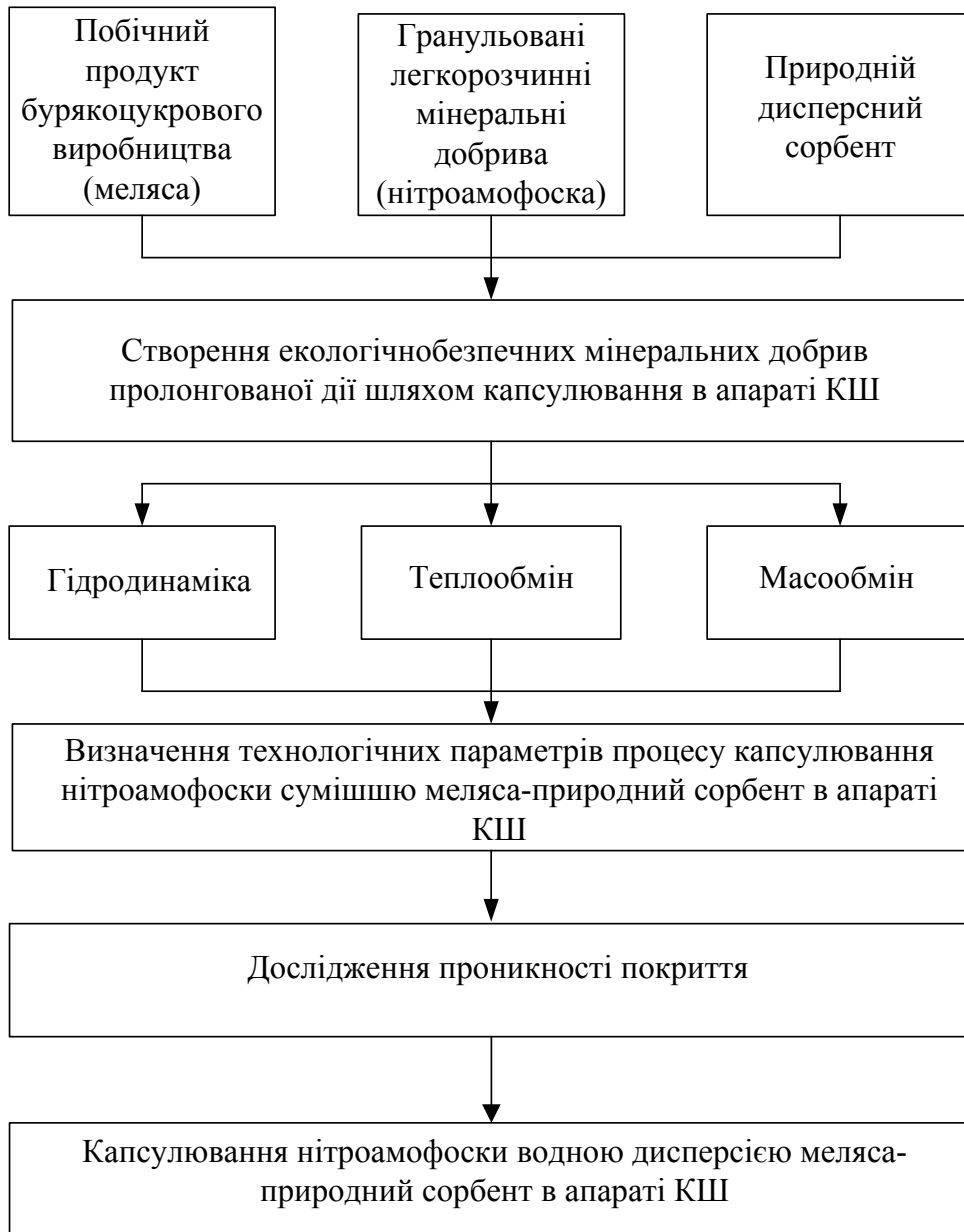 Побічний
продукт
бурякоцукрового
виробництва
(меляса)
Гранульовані
легкорозчинні
мінеральні
добрива
(нітроамофоска)
Природній
дисперсний
сорбент
Створення екологічнобезпечних мінеральних добрив
пролонгованої дії шляхом капсулювання в апараті КШ
Гідродинаміка
Теплообмін
Масообмін
Визначення технологічних параметрів процесу капсулювання
нітроамофоски сумішшю меляса-природний сорбент в апараті
КШ
Дослідження проникності покриття
Капсулювання нітроамофоски водною дисперсією меляса-
природний сорбент в апараті КШ